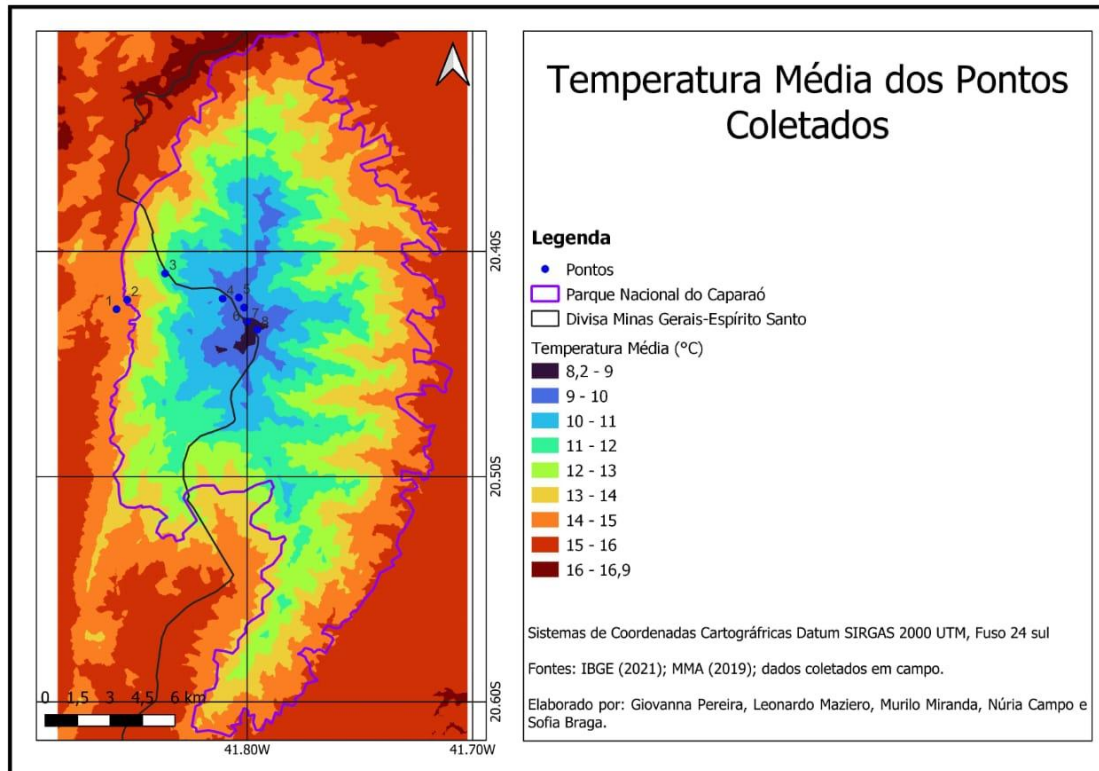 Temperatura Média dos Pontos
Coletados
Legenda
Pontos
Parque Nacional do Caparaó
Divisa Minas Gerais-Espírito Santo
Temperatura Média (°C)
8,2 - 9
9 - 10
10 - 11
11 - 12
12 - 13
13 - 14
14 - 15
15 - 16
16 - 16,9
Sistemas de Coordenadas Cartográfricas Datum SIRGAS 2000 UTM, Fuso 24 sul
Fontes: IBGE (2021); MMA (2019); dados coletados em campo.
Elaborado por: Giovanna Pereira, Leonardo Maziero, Murilo Miranda, Núria Campo e
Sofia Braga.
20.40S
20.50S
20.60S
41.80W
41.70W
1
2
3
4
5
6
7
8
0 1,5 3 4,5 6 km